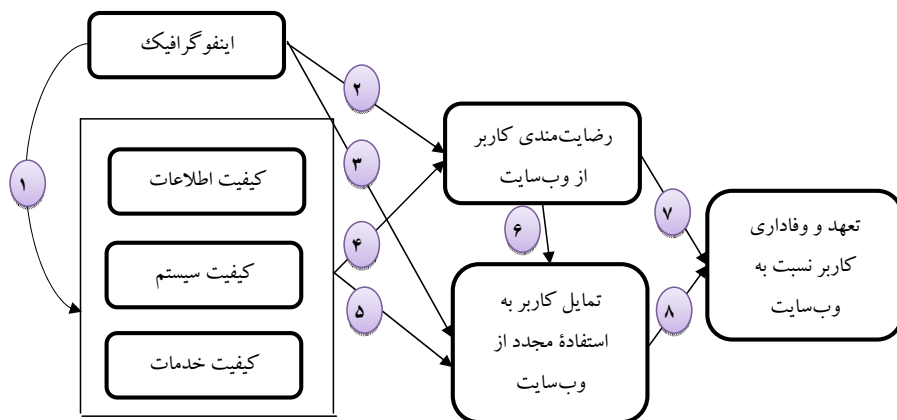 اینفوگرافیک
۲
رضایت‌مندی کاربر
از وب‌سایت
۳
کیفیت اطلاعات
۱
۷
تعهد و وفاداری
کاربر نسبت به
وب‌سایت
۶
۴
کیفیت سیستم
تمایل کاربر به
استفادهٔ مجدد از
وب‌سایت
۵
۸
کیفیت خدمات